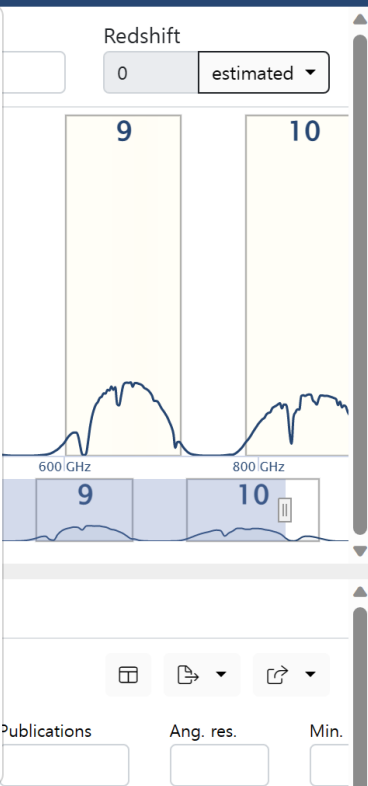 Redshift
0 estimated
9 10
600 GHz 800 GHz
9 10
Publications Ang. res. Min.